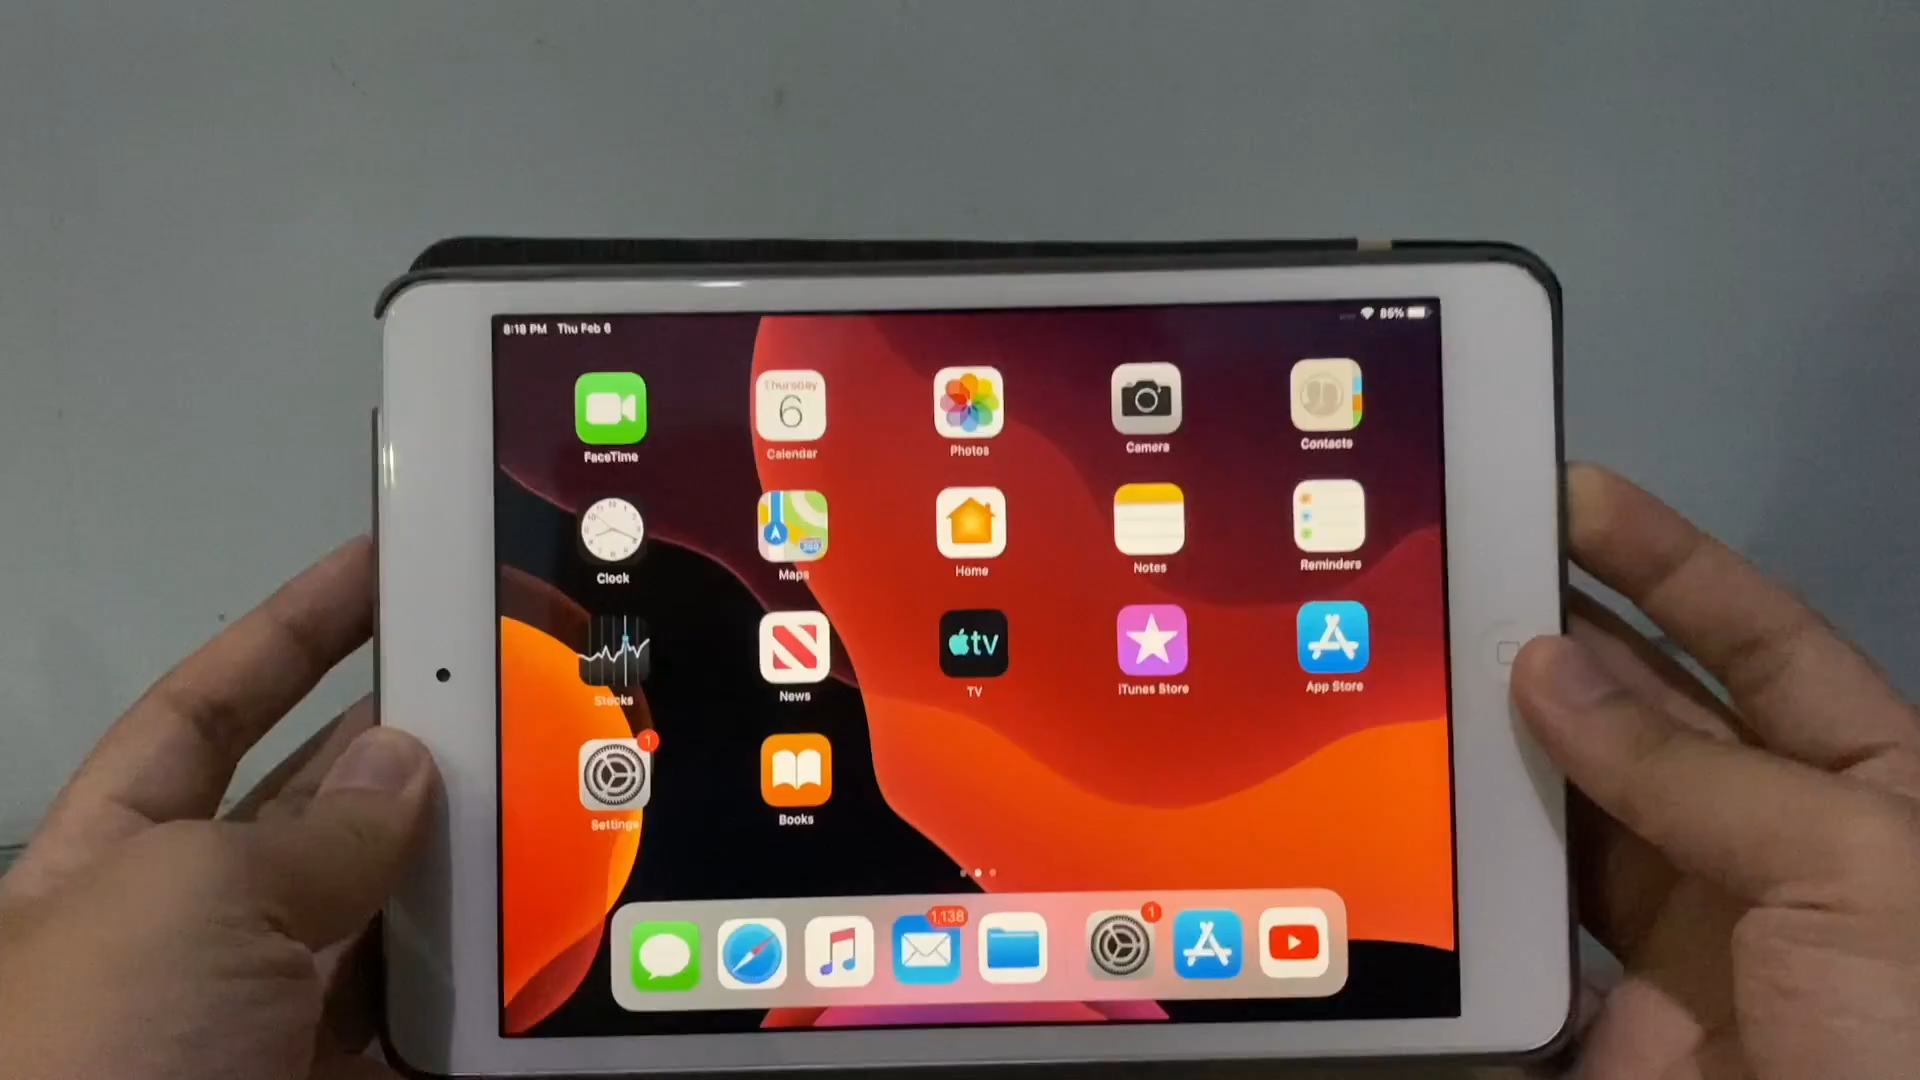 8:18 PM Thu Feb 6
85%
Thursday
6
FaceTime
Calendar
Photos
Camera
Contacts
Clock
Maps
Home
Notes
Reminders
tv
Stocks
News
TV
iTunes Store
App Store
1
Settings
Books
1,138
1